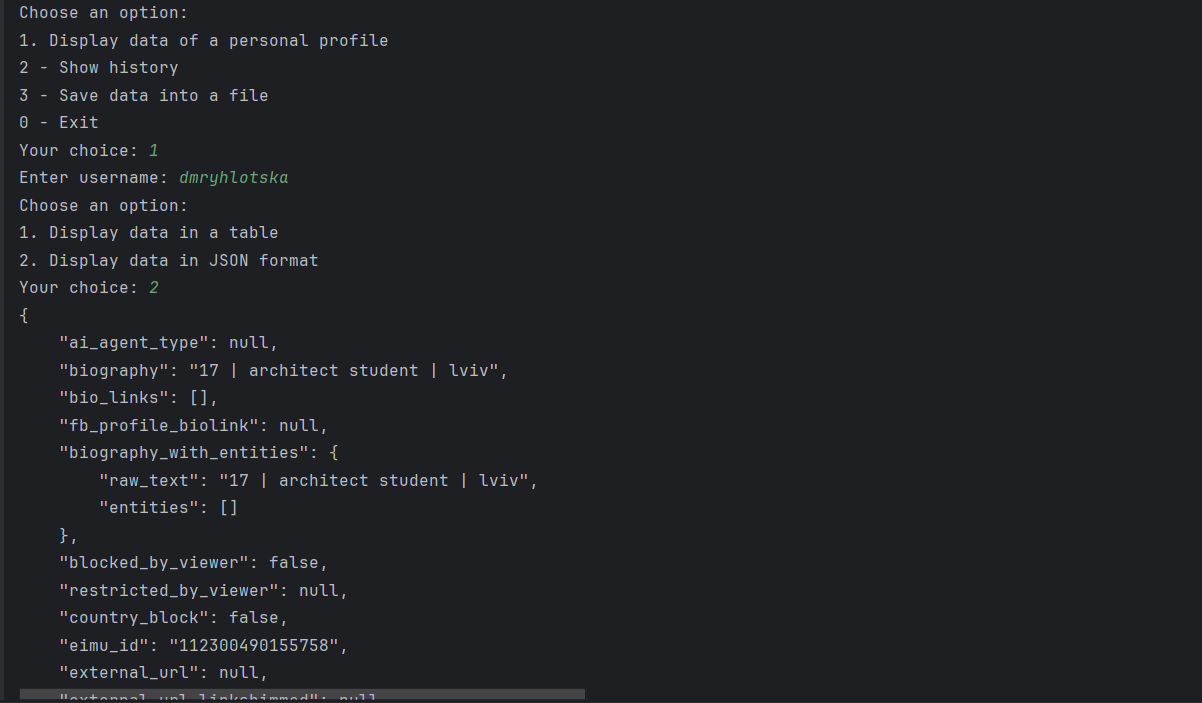 Choose an option:
1. Display data of a personal profile
2 - Show history
3 - Save data into a file
0 - Exit
Your choice: 1
Enter username: dmryhlotska
Choose an option:
1. Display data in a table
2. Display data in JSON format
Your choice: 2
{
    "ai_agent_type": null,
    "biography": "17 | architect student | lviv",
    "bio_links": [],
    "fb_profile_biolink": null,
    "biography_with_entities": {
        "raw_text": "17 | architect student | lviv",
        "entities": []
    },
    "blocked_by_viewer": false,
    "restricted_by_viewer": null,
    "country_block": false,
    "eimu_id": "112300490155758",
    "external_url": null,
    "external_url_linkshimmed": null